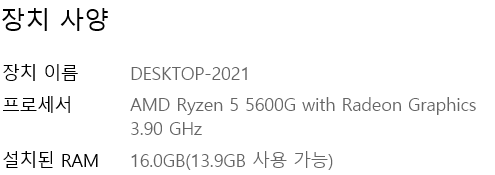 장치 사양
장치 이름 DESKTOP-2021
프로세서 AMD Ryzen 5 5600G with Radeon Graphics
3.90 GHz
설치된 RAM 16.0GB(13.9GB 사용 가능)